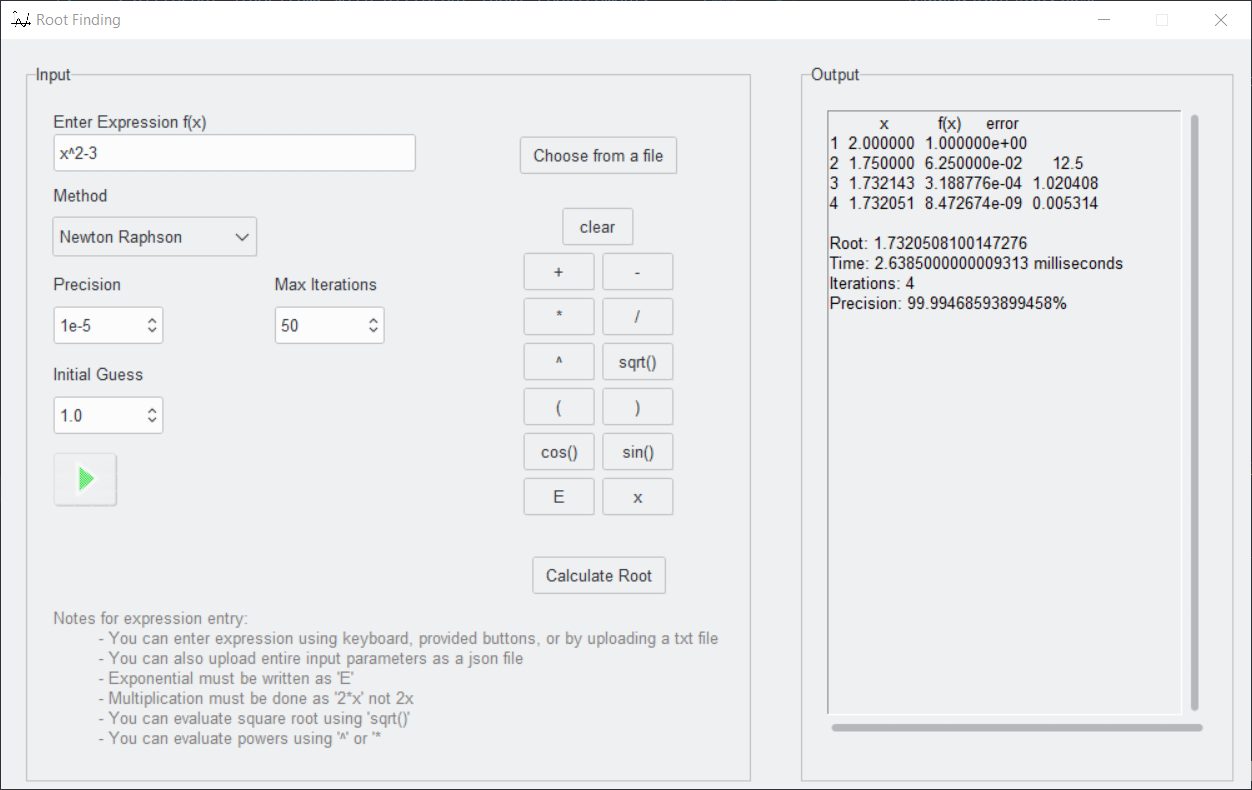 Root Finding
Input
Enter Expression f(x)
x^2-3
Choose from a file
Method
Newton Raphson
clear
+ -
Precision Max Iterations
1e-5 50
* /
^ sqrt()
Initial Guess
1.0
( )
cos() sin()
E x
Calculate Root
Notes for expression entry:
- You can enter expression using keyboard, provided buttons, or by uploading a txt file
- You can also upload entire input parameters as a json file
- Exponential must be written as 'E'
- Multiplication must be done as '2*x' not 2x
- You can evaluate square root using 'sqrt()'
- You can evaluate powers using '^' or '*
Output
x f(x) error
1 2.000000 1.000000e+00
2 1.750000 6.250000e-02 12.5
3 1.732143 3.188776e-04 1.020408
4 1.732051 8.472674e-09 0.005314
Root: 1.7320508100147276
Time: 2.6385000000009313 milliseconds
Iterations: 4
Precision: 99.99468593899458%